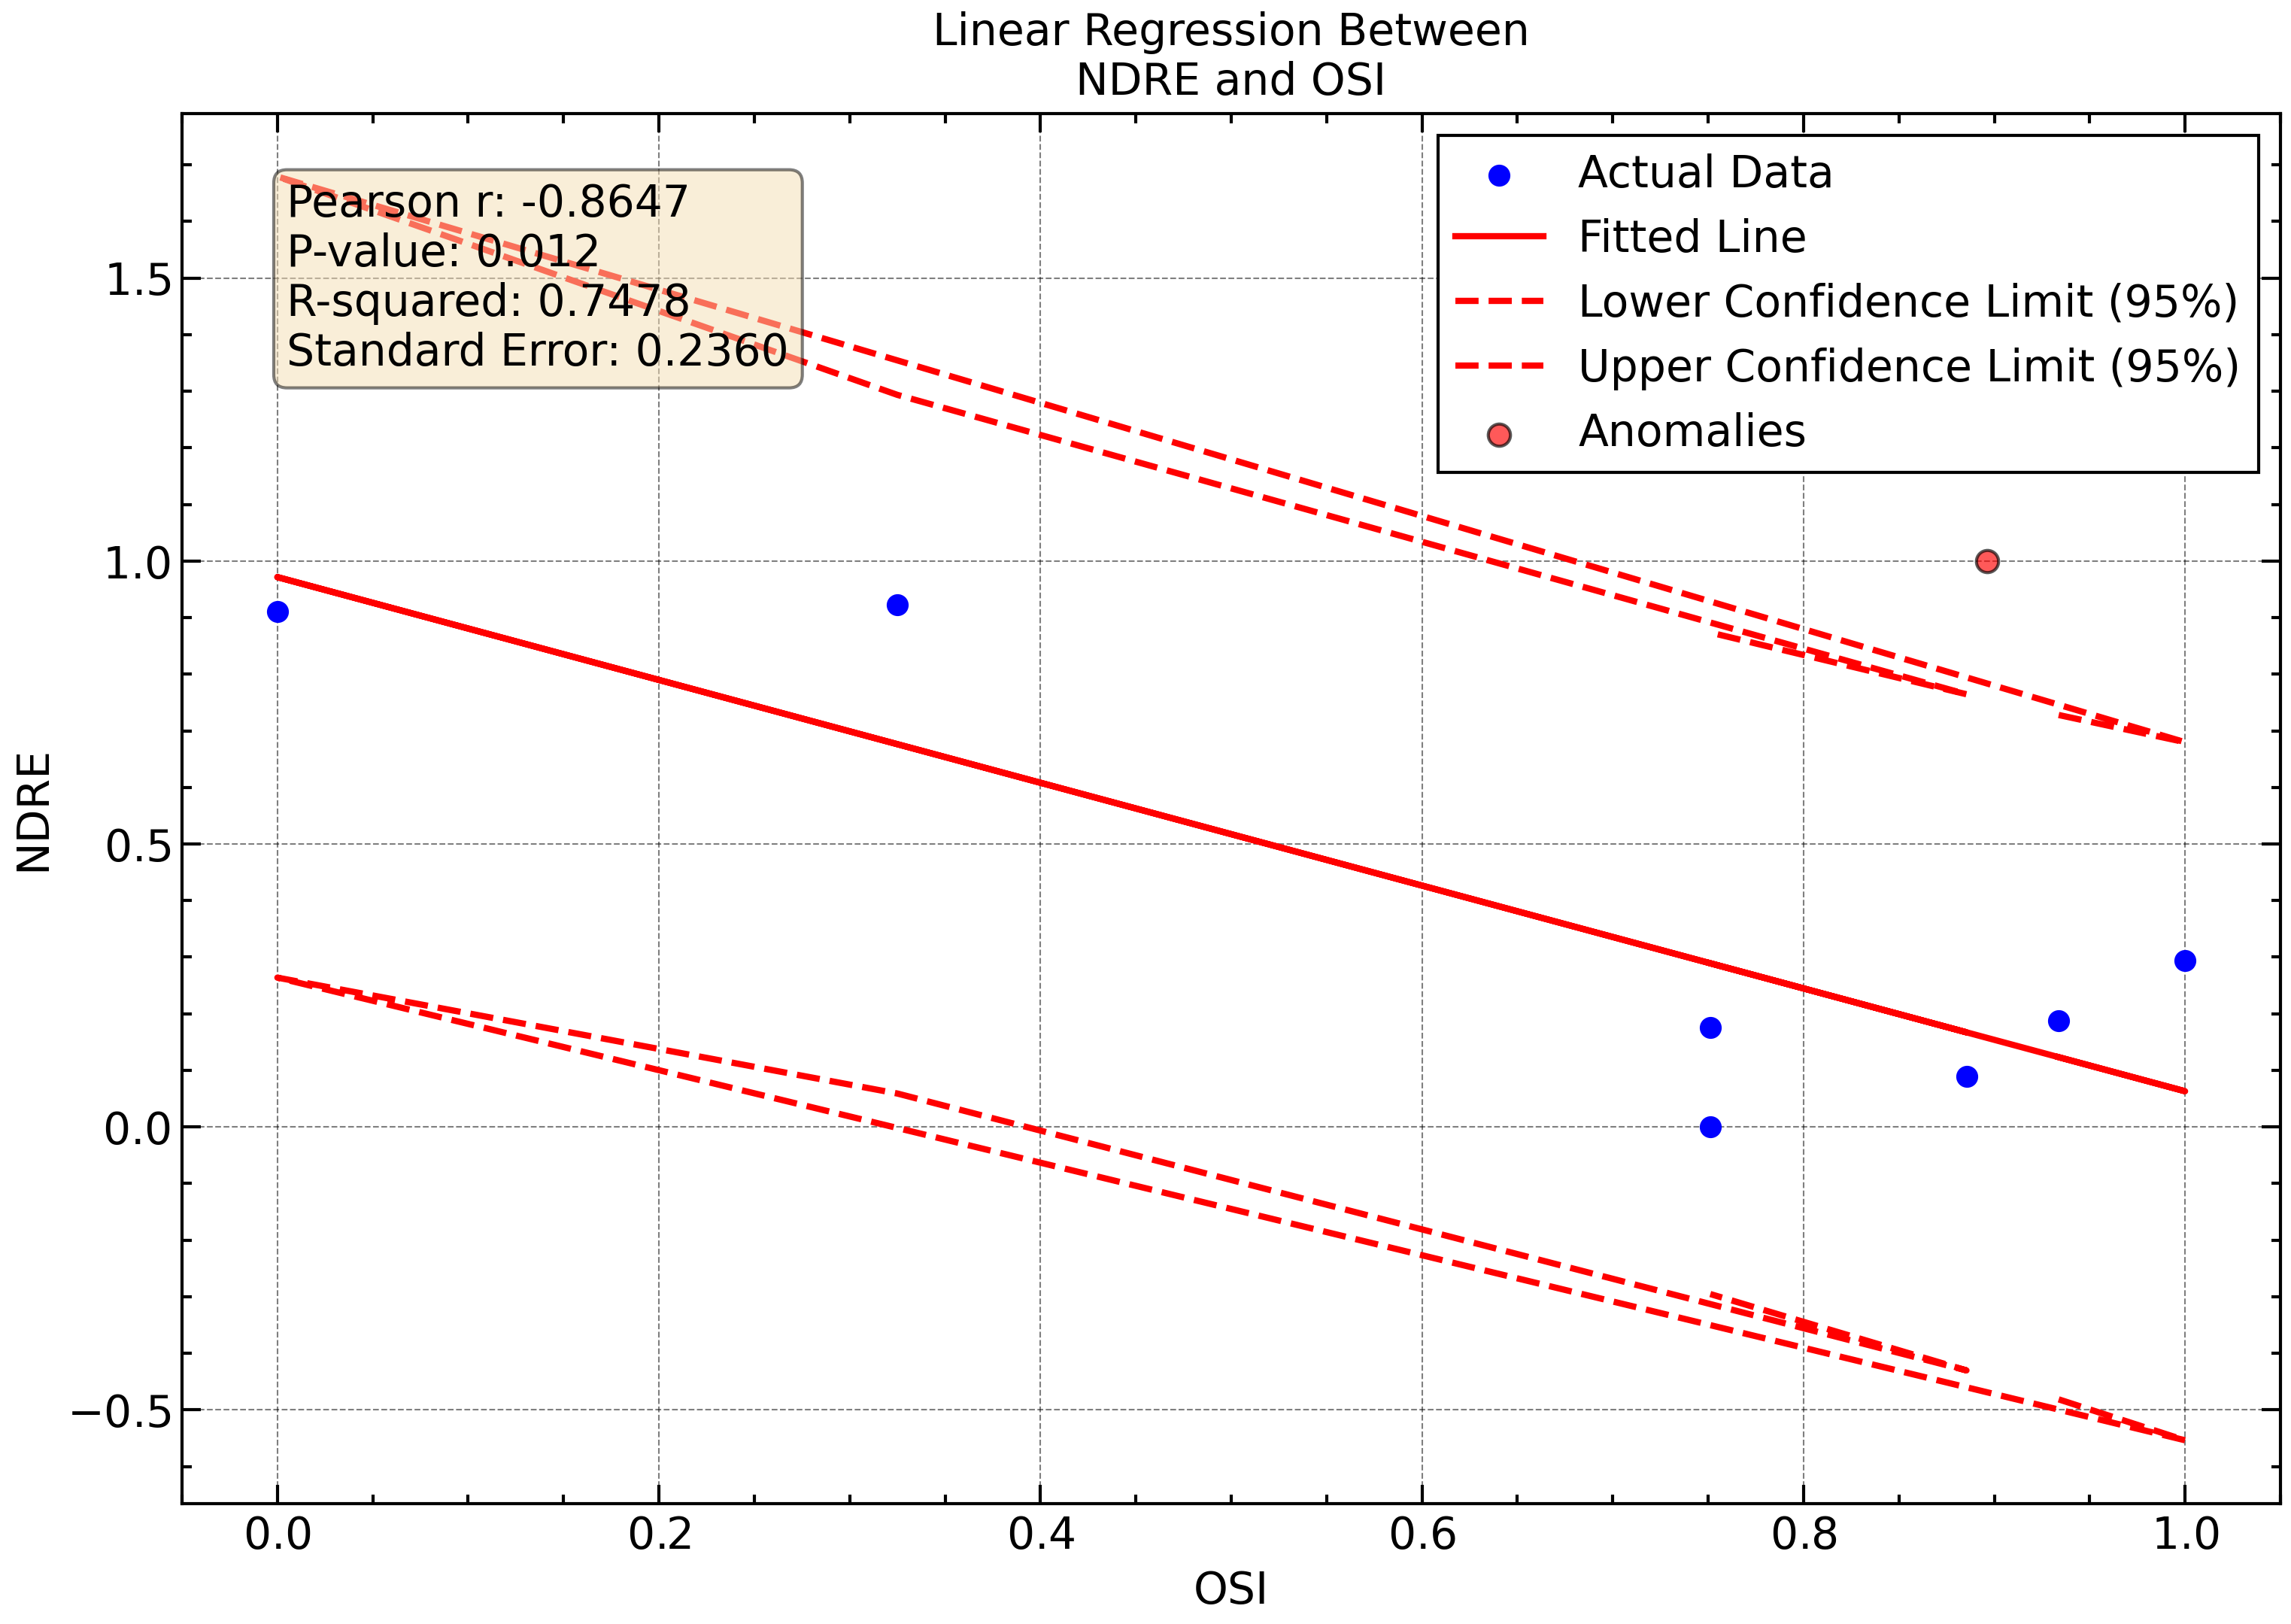 Linear Regression Between
NDRE and OSI
Pearson r: -0.8647
P-value: 0.012
R-squared: 0.7478
Standard Error: 0.2360
Actual Data
Fitted Line
Lower Confidence Limit (95%)
Upper Confidence Limit (95%)
Anomalies
NDRE
1.5
1.0
0.5
0.0
−0.5
0.0 0.2 0.4 0.6 0.8 1.0
OSI